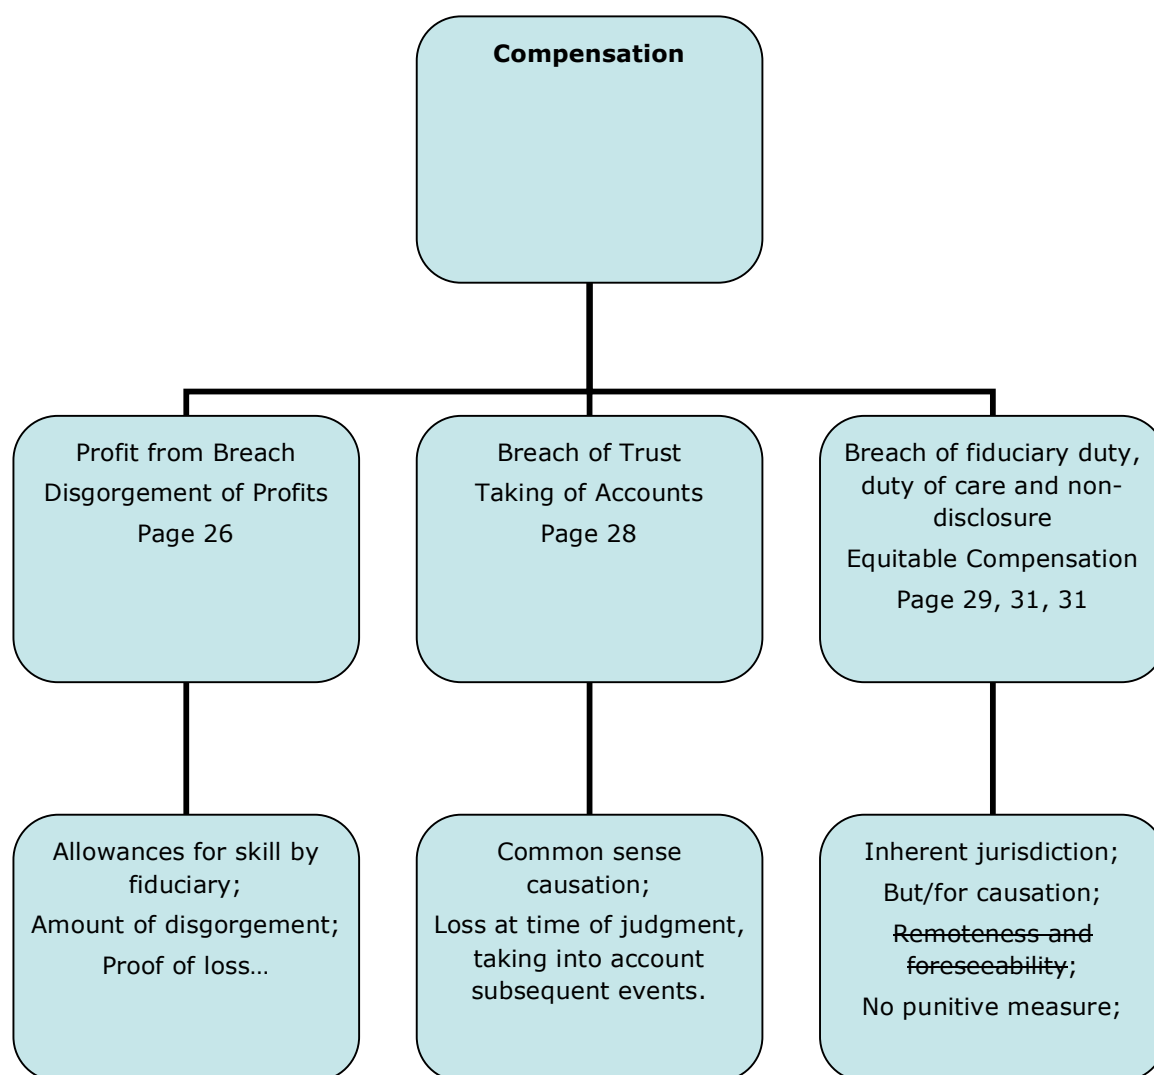 Compensation
Profit from Breach
Disgorgement of Profits
Page 26
Breach of Trust
Taking of Accounts
Page 28
Breach of fiduciary duty,
duty of care and non-
disclosure
Equitable Compensation
Page 29, 31, 31
Allowances for skill by
fiduciary;
Amount of disgorgement;
Proof of loss…
Common sense
causation;
Loss at time of judgment,
taking into account
subsequent events.
Inherent jurisdiction;
But/for causation;
Remoteness and
foreseeability;
No punitive measure;